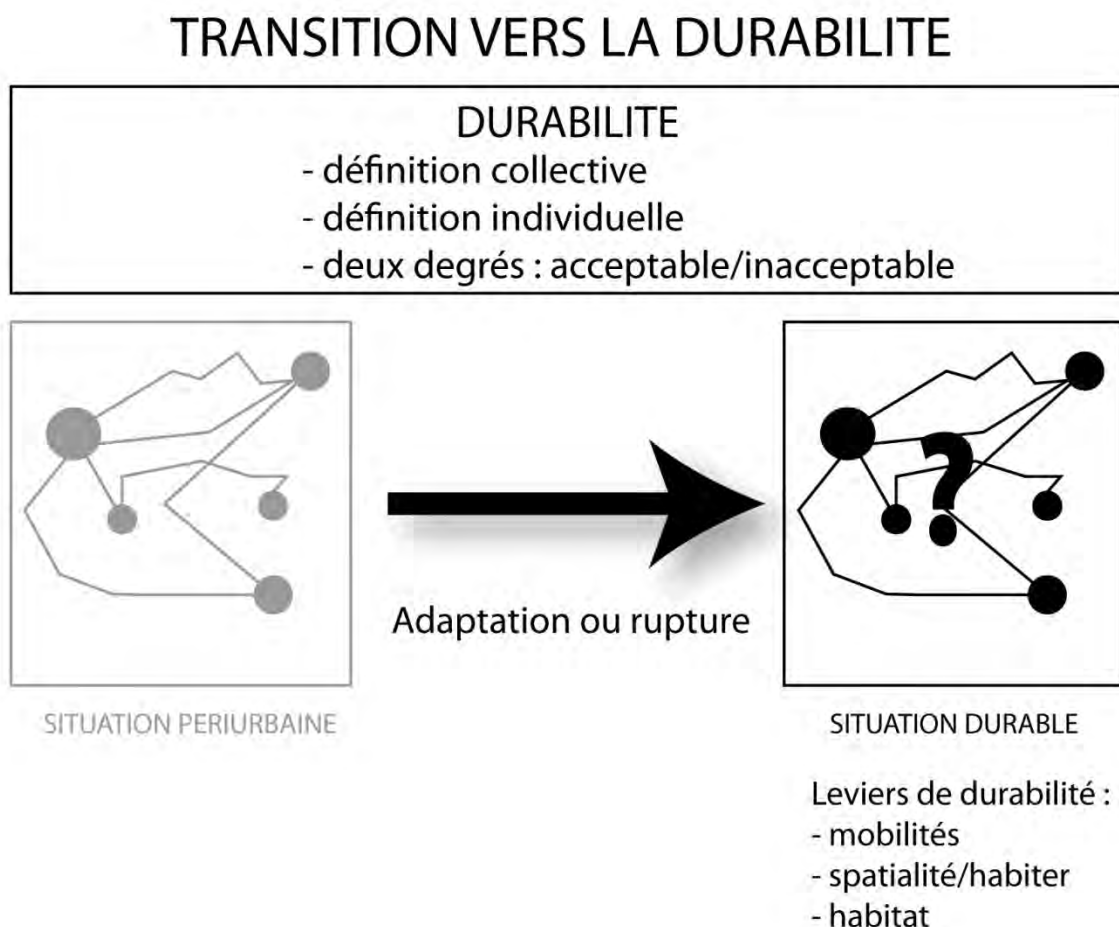 TRANSITION VERS LA DURABILITE
DURABILITE
- définition collective
- définition individuelle
- deux degrés : acceptable/inacceptable
?
Adaptation ou rupture
SITUATION PERIURBAINE
SITUATION DURABLE
Leviers de durabilité :
- mobilités
- spatialité/habiter
- habitat